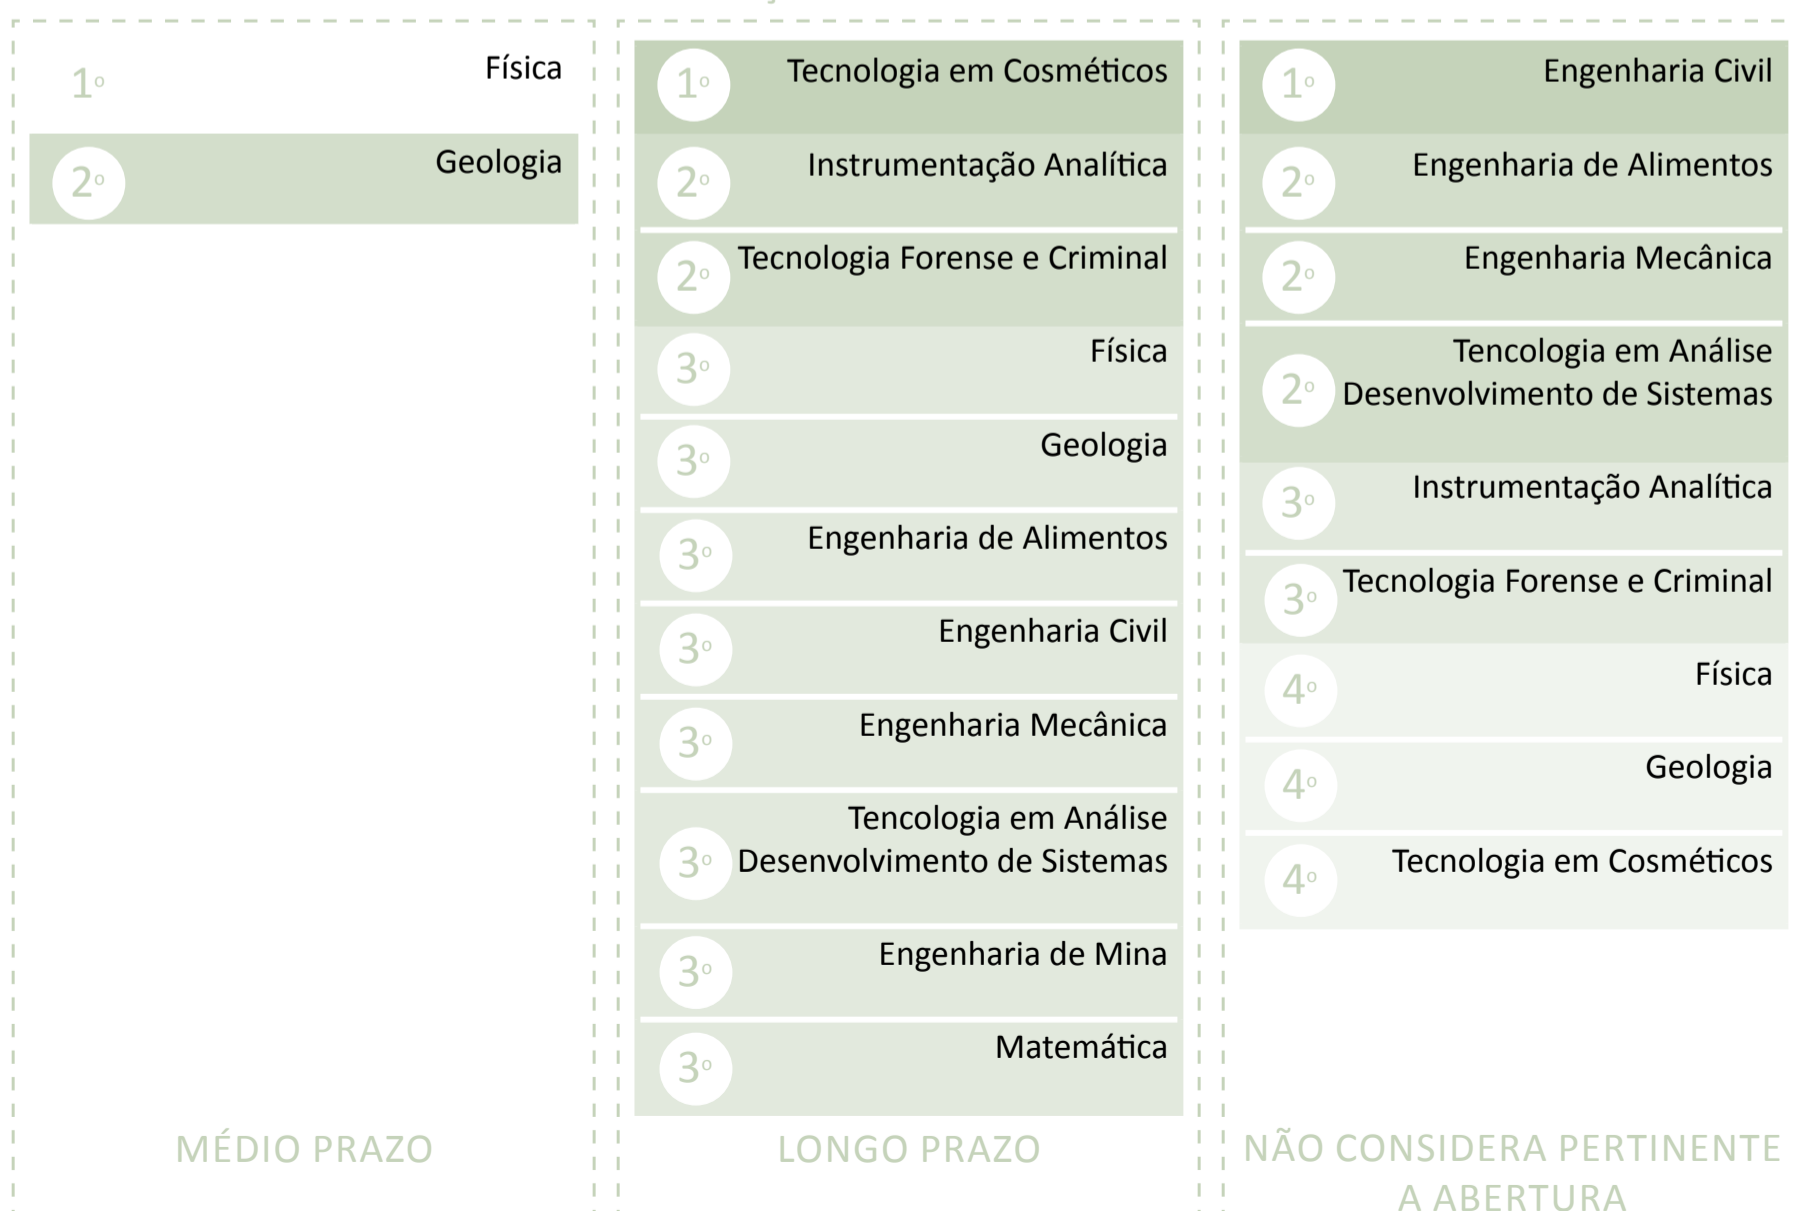 1º
Física
2º
Geologia
MÉDIO PRAZO
1º
Tecnologia em Cosméticos
2º
Instrumentação Analítica
2º
Tecnologia Forense e Criminal
3º
Física
3º
Geologia
3º
Engenharia de Alimentos
3º
Engenharia Civil
3º
Engenharia Mecânica
3º
Tencologia em Análise
Desenvolvimento de Sistemas
3º
Engenharia de Mina
3º
Matemática
LONGO PRAZO
1º
Engenharia Civil
2º
Engenharia de Alimentos
2º
Engenharia Mecânica
2º
Tencologia em Análise
Desenvolvimento de Sistemas
3º
Instrumentação Analítica
3º
Tecnologia Forense e Criminal
4º
Física
4º
Geologia
4º
Tecnologia em Cosméticos
NÃO CONSIDERA PERTINENTE
A ABERTURA